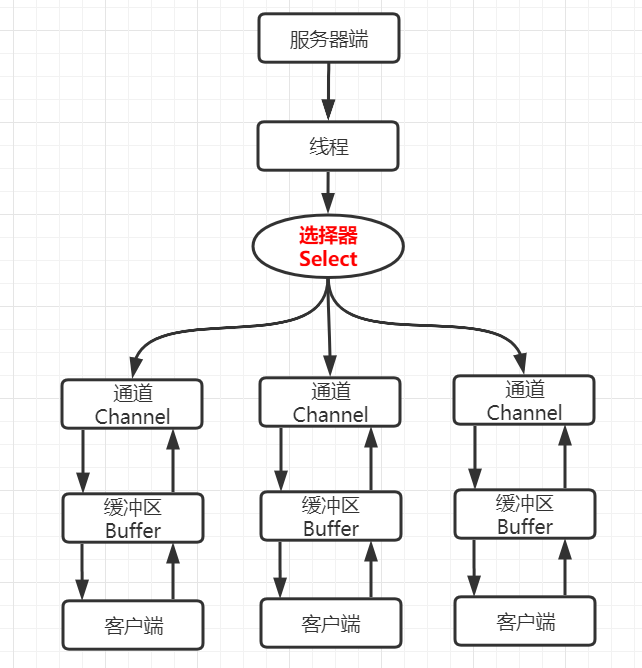 服务器端
线程
选择器
Select
通道
Channel
通道
Channel
通道
Channel
缓冲区
Buffer
缓冲区
Buffer
缓冲区
Buffer
客户端
客户端
客户端